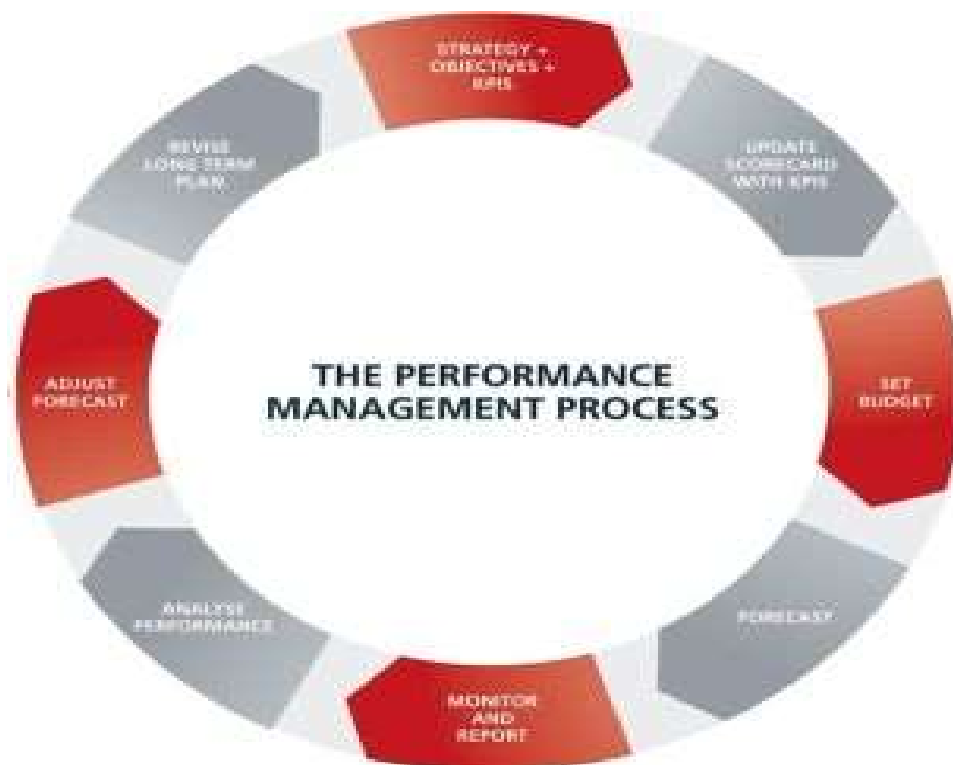 STRATEGY +
OBJECTIVES +
KPIS
UPDATE
SCORECARD
WITH KPIS
SET
BUDGET
FORECAST
MONITOR
AND
REPORT
ANALYSE
PERFORMANCE
ADJUST
FORECAST
REVISE
LONG TERM
PLAN
THE PERFORMANCE
MANAGEMENT PROCESS